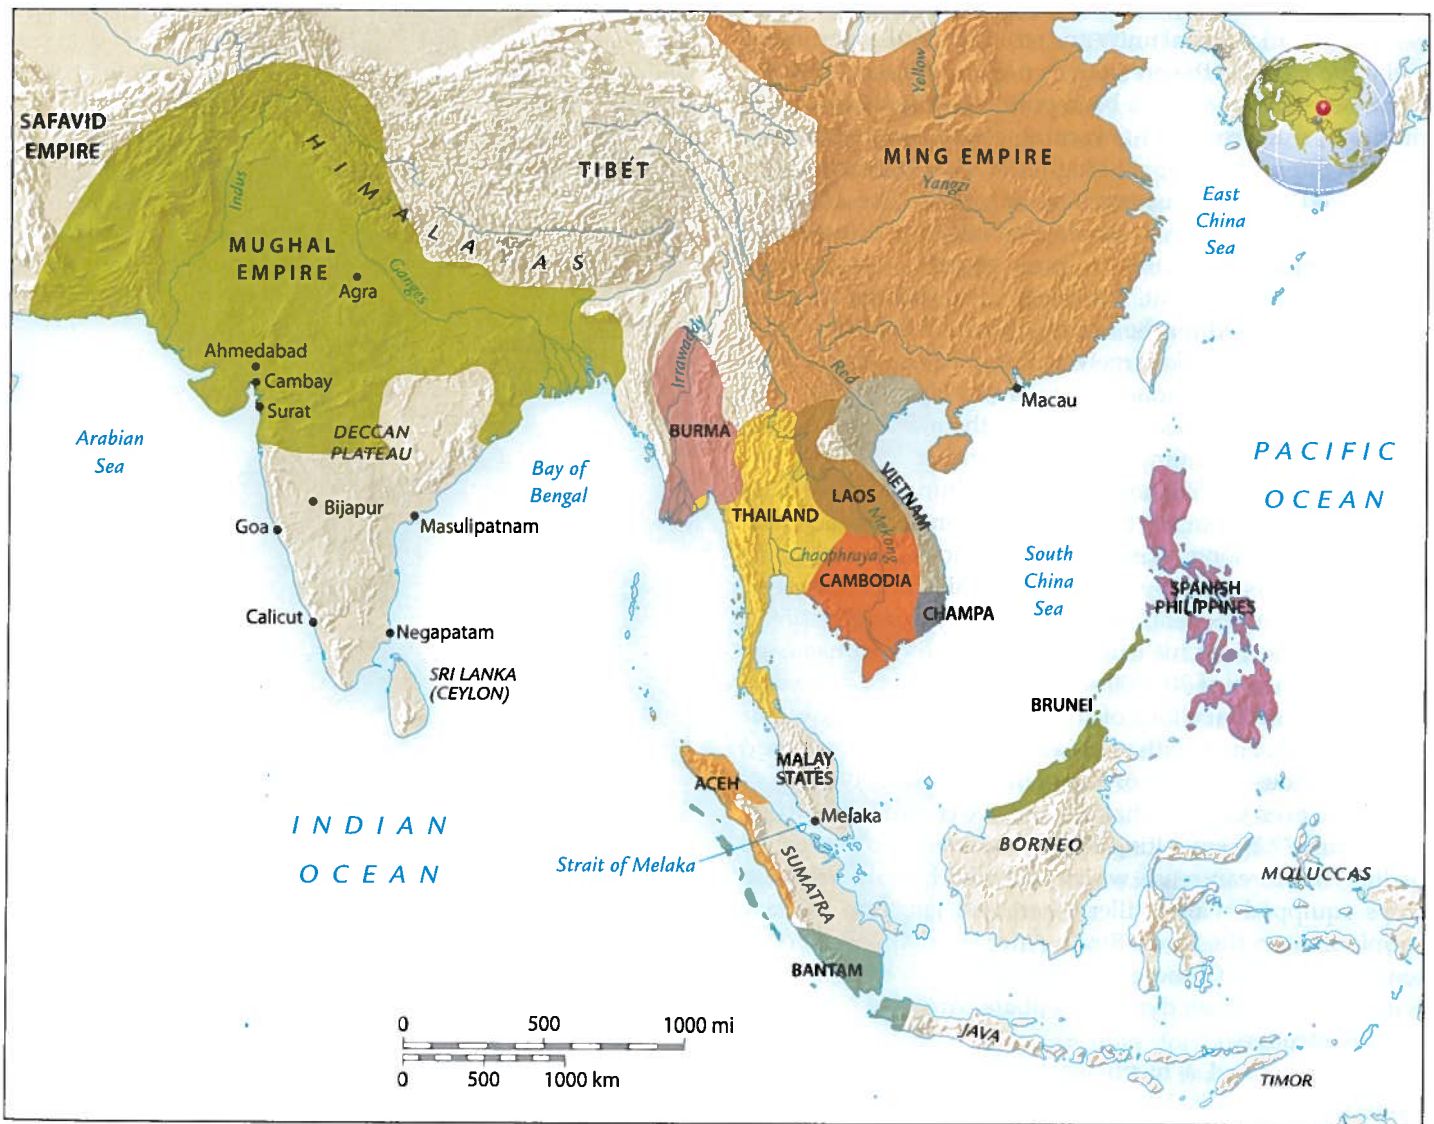 SAFAVID
EMPIRE
HIMALAYAS
TIBET
MING EMPIRE
Yellow
Yangzi
East
China
Sea
Indus
MUGHAL
EMPIRE
Agra
Ganges
Ahmedabad
Cambay
Surat
DECCAN
PLATEAU
Arabian
Sea
Bay of
Bengal
Irrawaddy
BURMA
Red
Macau
PACIFIC
OCEAN
LAOS
VIETNAM
THAILAND
Mekong
Chaophraya
CAMBODIA
CHAMPA
South
China
Sea
SPANISH
PHILIPPINES
Bijapur
Goa
Masulipatnam
Calicut
Negapatam
SRI LANKA
(CEYLON)
BRUNEI
MALAY
STATES
ACEH
Melaka
INDIAN
OCEAN
Strait of Melaka
SUMATRA
BORNEO
MOLUCCAS
BANTAM
JAVA
TIMOR
0 500 1000 mi
0 500 1000 km